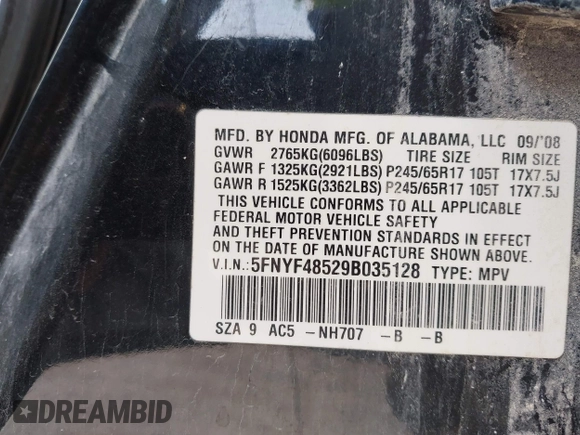 MFD. BY HONDA MFG. OF ALABAMA, LLC 09/'08
GVWR 2765KG(6096LBS) TIRE SIZE RIM SIZE
GAWR F 1325KG(2921LBS) P245/65R17 105T 17X7.5J
GAWR R 1525KG(3362LBS) P245/65R17 105T 17X7.5J
THIS VEHICLE CONFORMS TO ALL APPLICABLE
FEDERAL MOTOR VEHICLE SAFETY
AND THEFT PREVENTION STANDARDS IN EFFECT
ON THE DATE OF MANUFACTURE SHOWN ABOVE.
V.I.N.: 5FNYF48529B035128 TYPE: MPV
SZA 9 AC5 -NH707 -B -B
DREAMBID